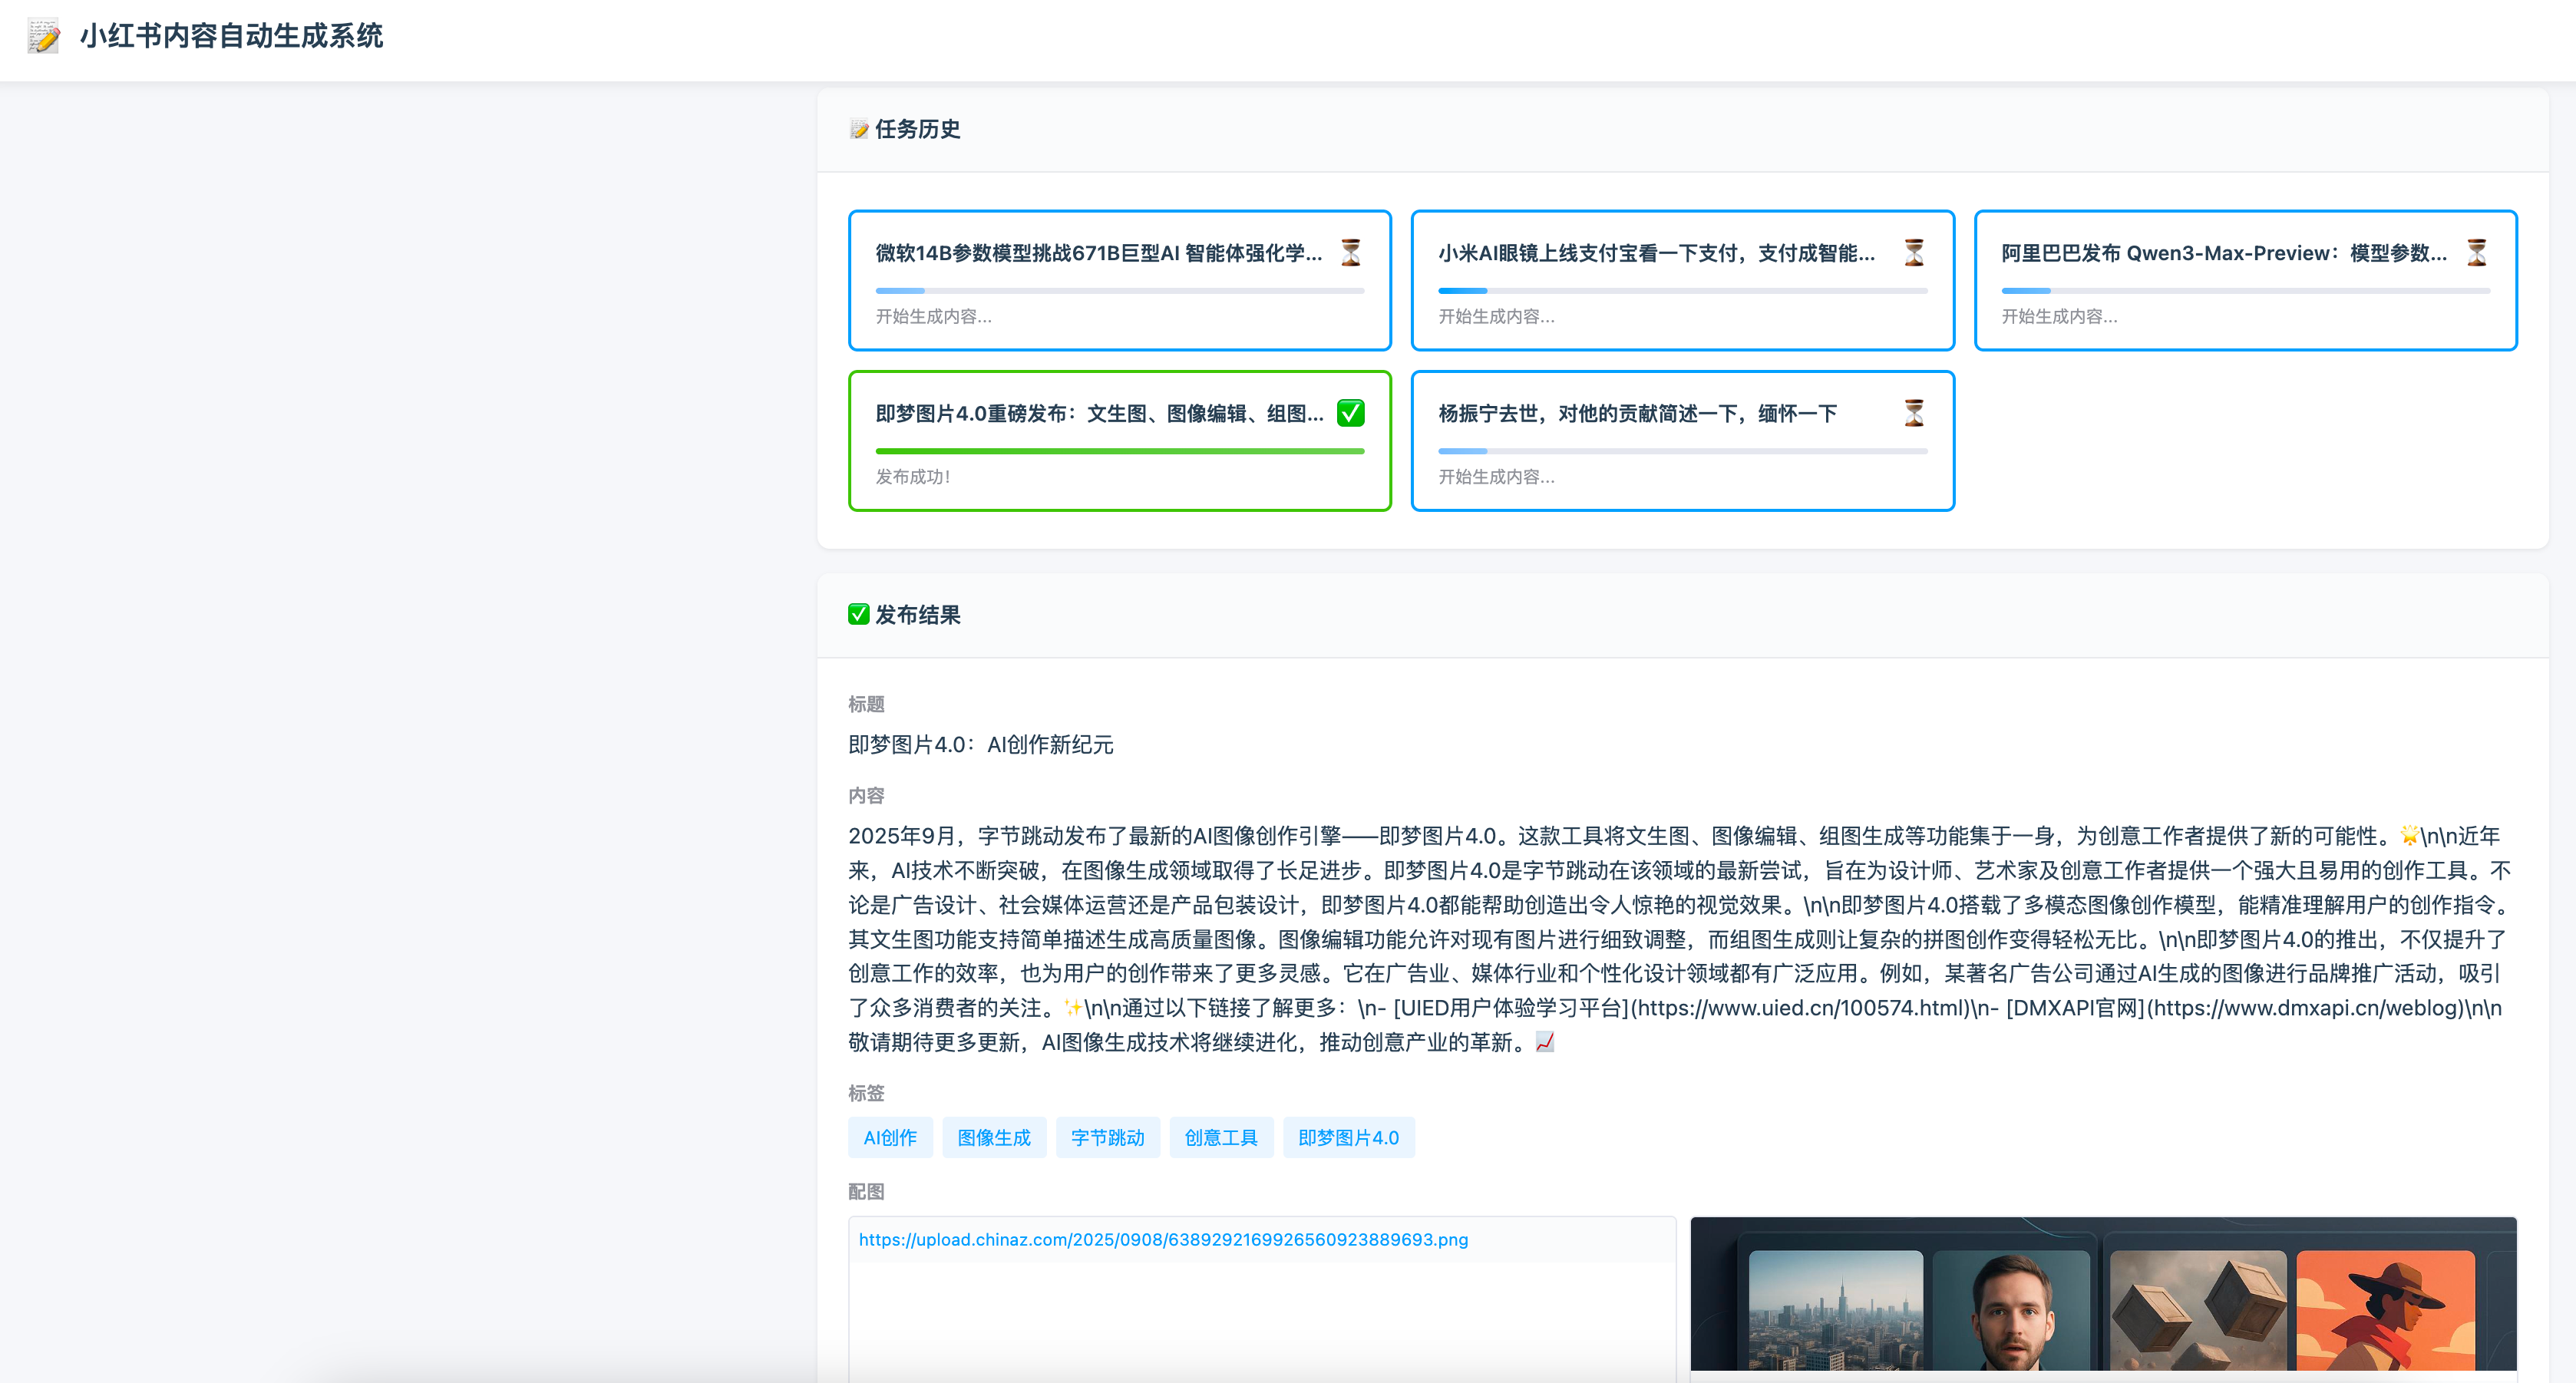 小红书内容自动生成系统
任务历史
微软14B参数模型挑战671B巨型AI 智能体强化学...
开始生成内容...
小米AI眼镜上线支付宝看一下支付，支付成智能...
开始生成内容...
阿里巴巴发布 Qwen3-Max-Preview：模型参数...
开始生成内容...
即梦图片4.0重磅发布：文生图、图像编辑、组图...
发布成功！
杨振宁去世，对他的贡献简述一下，缅怀一下
开始生成内容...
发布结果
标题
即梦图片4.0：AI创作新纪元
内容
2025年9月，字节跳动发布了最新的AI图像创作引擎——即梦图片4.0。这款工具将文生图、图像编辑、组图生成等功能集于一身，为创意工作者提供了新的可能性。🌟\n\n近年
来，AI技术不断突破，在图像生成领域取得了长足进步。即梦图片4.0是字节跳动在该领域的最新尝试，旨在为设计师、艺术家及创意工作者提供一个强大且易用的创作工具。不
论是广告设计、社会媒体运营还是产品包装设计，即梦图片4.0都能帮助创造出令人惊艳的视觉效果。\n\n即梦图片4.0搭载了多模态图像创作模型，能精准理解用户的创作指令。
其文生图功能支持简单描述生成高质量图像。图像编辑功能允许对现有图片进行细致调整，而组图生成则让复杂的拼图创作变得轻松无比。\n\n即梦图片4.0的推出，不仅提升了
创意工作的效率，也为用户的创作带来了更多灵感。它在广告业、媒体行业和个性化设计领域都有广泛应用。例如，某著名广告公司通过AI生成的图像进行品牌推广活动，吸引
了众多消费者的关注。✨\n\n通过以下链接了解更多：\n- [UIED用户体验学习平台](https://www.uied.cn/100574.html)\n- [DMXAPI官网](https://www.dmxapi.cn/weblog)\n\n
敬请期待更多更新，AI图像生成技术将继续进化，推动创意产业的革新。📈
标签
AI创作
图像生成
字节跳动
创意工具
即梦图片4.0
配图
https://upload.chinaz.com/2025/0908/6389292169926560923889693.png